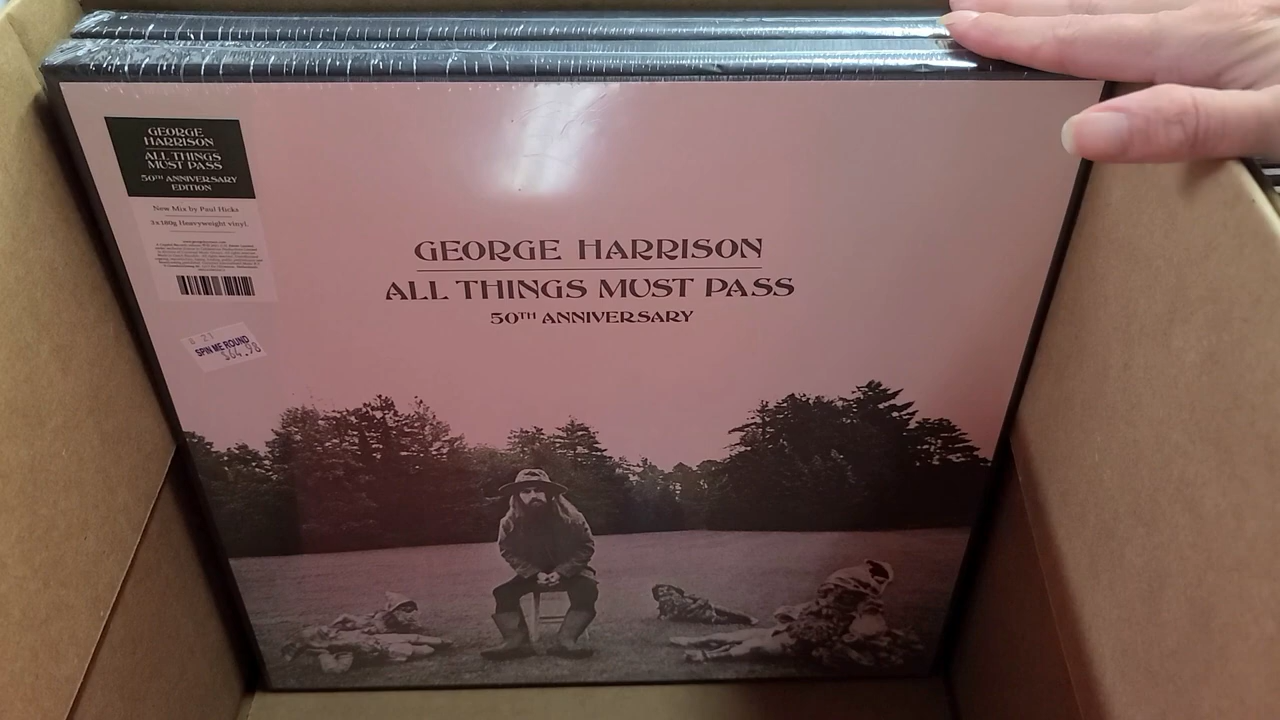 GEORGE
HARRISON
ALL THINGS
MUST PASS
50TH ANNIVERSARY
EDITION
New Mix by Paul Hicks
3x180g Heavyweight vinyl.
SPIN ME ROUND
$64.98
GEORGE HARRISON
ALL THINGS MUST PASS
50TH ANNIVERSARY